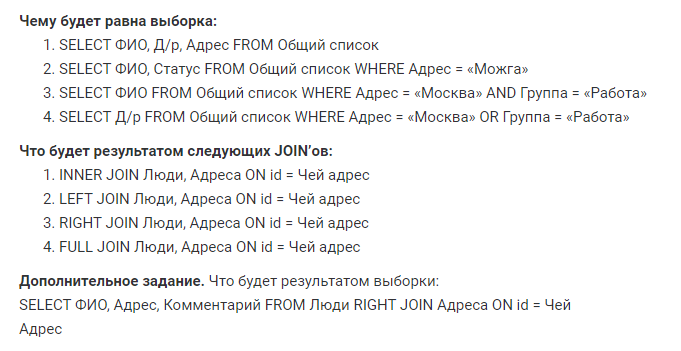 Чему будет равна выборка:
1. SELECT ФИО, Д/р, Адрес FROM Общий список
2. SELECT ФИО, Статус FROM Общий список WHERE Адрес = «Можга»
3. SELECT ФИО FROM Общий список WHERE Адрес = «Москва» AND Группа = «Работа»
4. SELECT Д/р FROM Общий список WHERE Адрес = «Москва» OR Группа = «Работа»
Что будет результатом следующих JOIN’ов:
1. INNER JOIN Люди, Адреса ON id = Чей адрес
2. LEFT JOIN Люди, Адреса ON id = Чей адрес
3. RIGHT JOIN Люди, Адреса ON id = Чей адрес
4. FULL JOIN Люди, Адреса ON id = Чей адрес
Дополнительное задание. Что будет результатом выборки:
SELECT ФИО, Адрес, Комментарий FROM Люди RIGHT JOIN Адреса ON id = Чей
Адрес